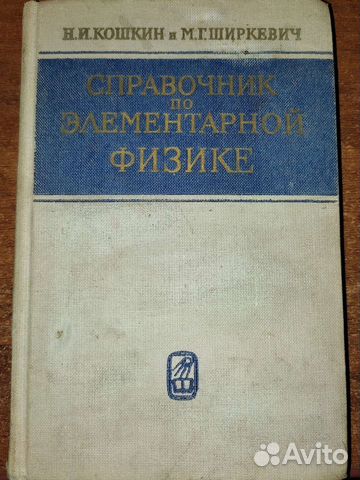 Н.И.КОШКИН и М.Г.ШИРКЕВИЧ
СПРАВОЧНИК
ПО
ЭЛЕМЕНТАРНОЙ
ФИЗИКЕ
Avito